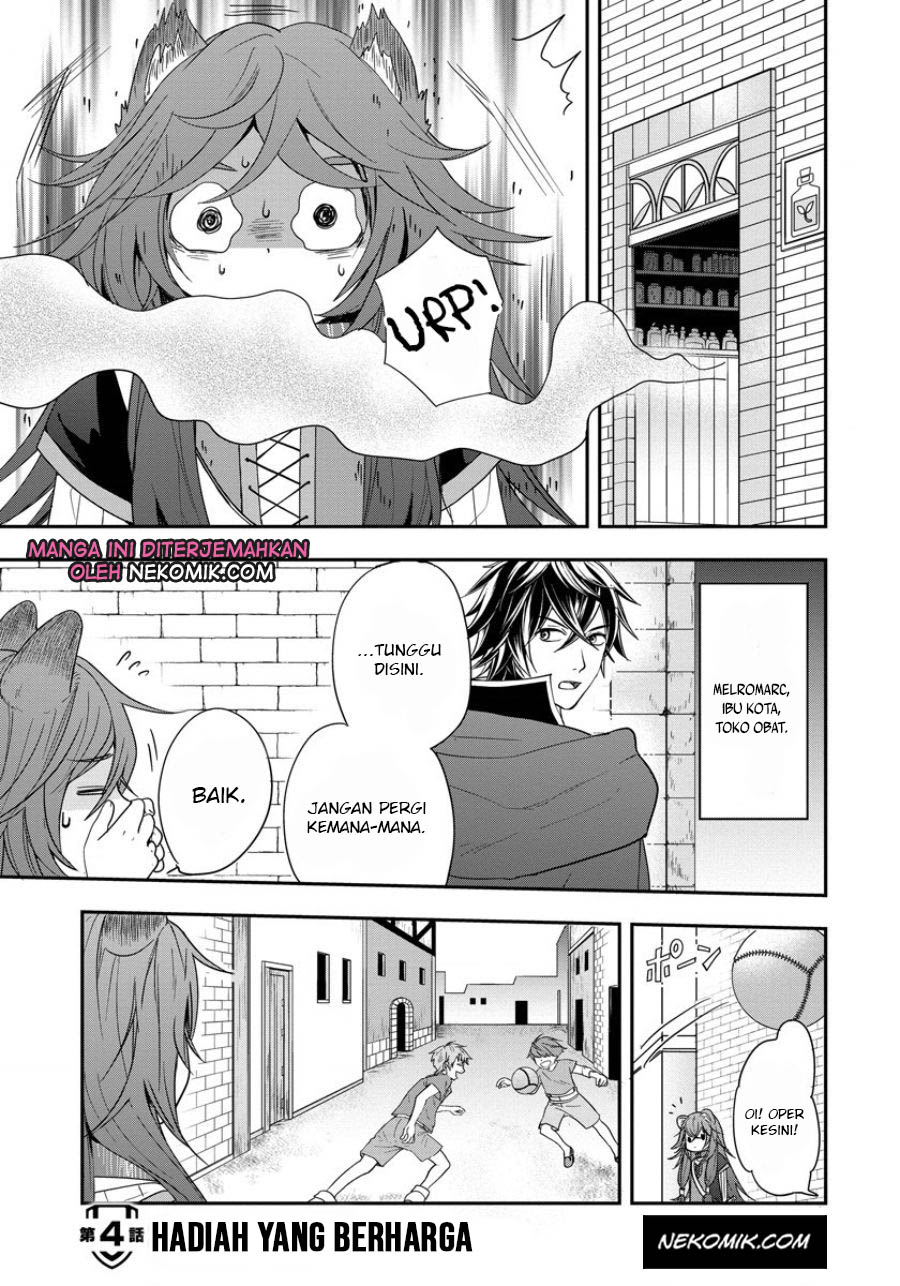 URP!
MANGA INI DITERJEMAHKAN
OLEH NEKOMIK.COM
MELROMARC,
IBU KOTA,
TOKO OBAT.
...TUNGGU
DISINI.
JANGAN PERGI
KEMANA-MANA.
BAIK.
ポーン
OI! OPER
KESINI!
第4話
HADIAH YANG BERHARGA
NEKOMIK.COM